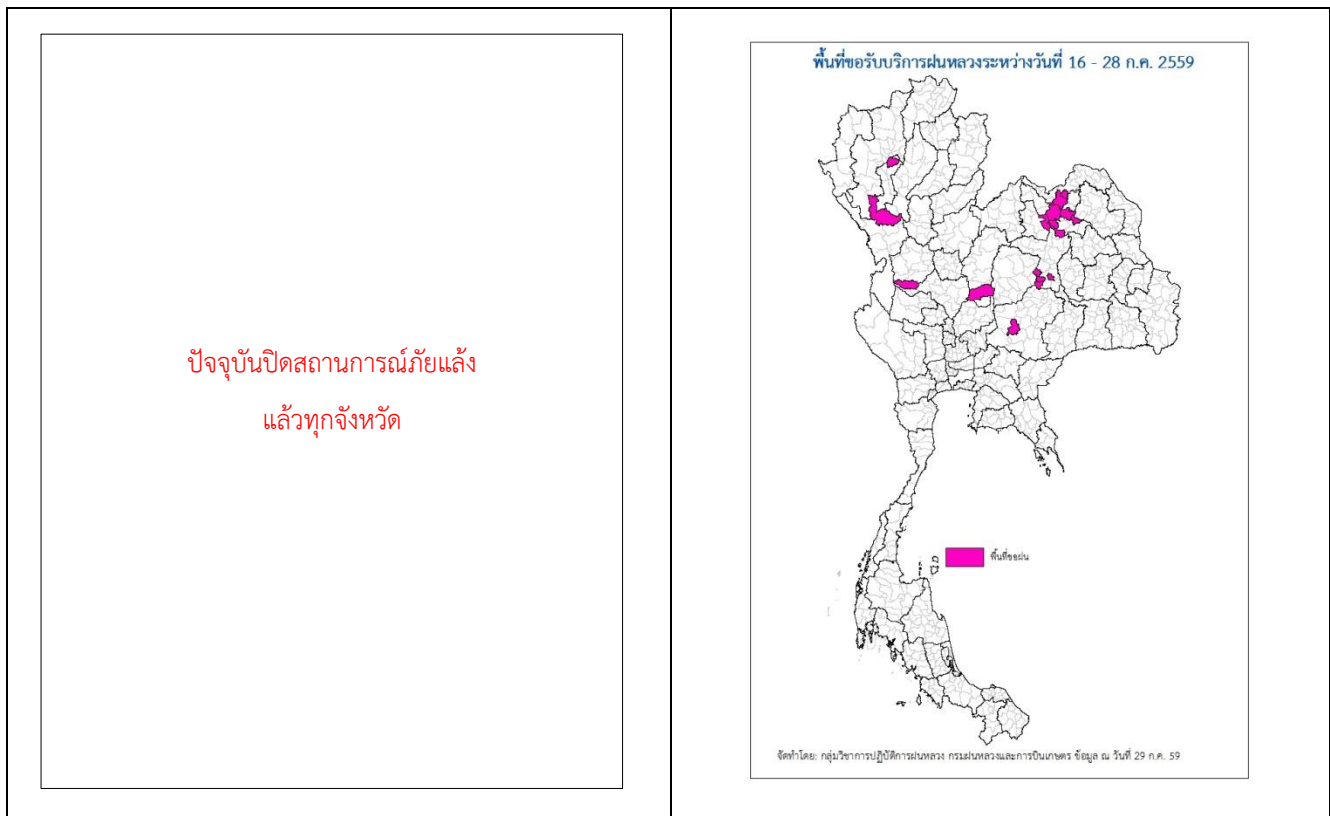 ปัจจุบันปิดสถานการณ์ภัยแล้ง
แล้วทุกจังหวัด
พื้นที่ขอรับบริการฝนหลวงระหว่างวันที่ 16 - 28 ก.ค. 2559
พื้นที่ขอฝน
จัดทำโดย: กลุ่มวิชาการปฏิบัติการฝนหลวง กรมฝนหลวงและการบินเกษตร ข้อมูล ณ วันที่ 29 ก.ค. 59